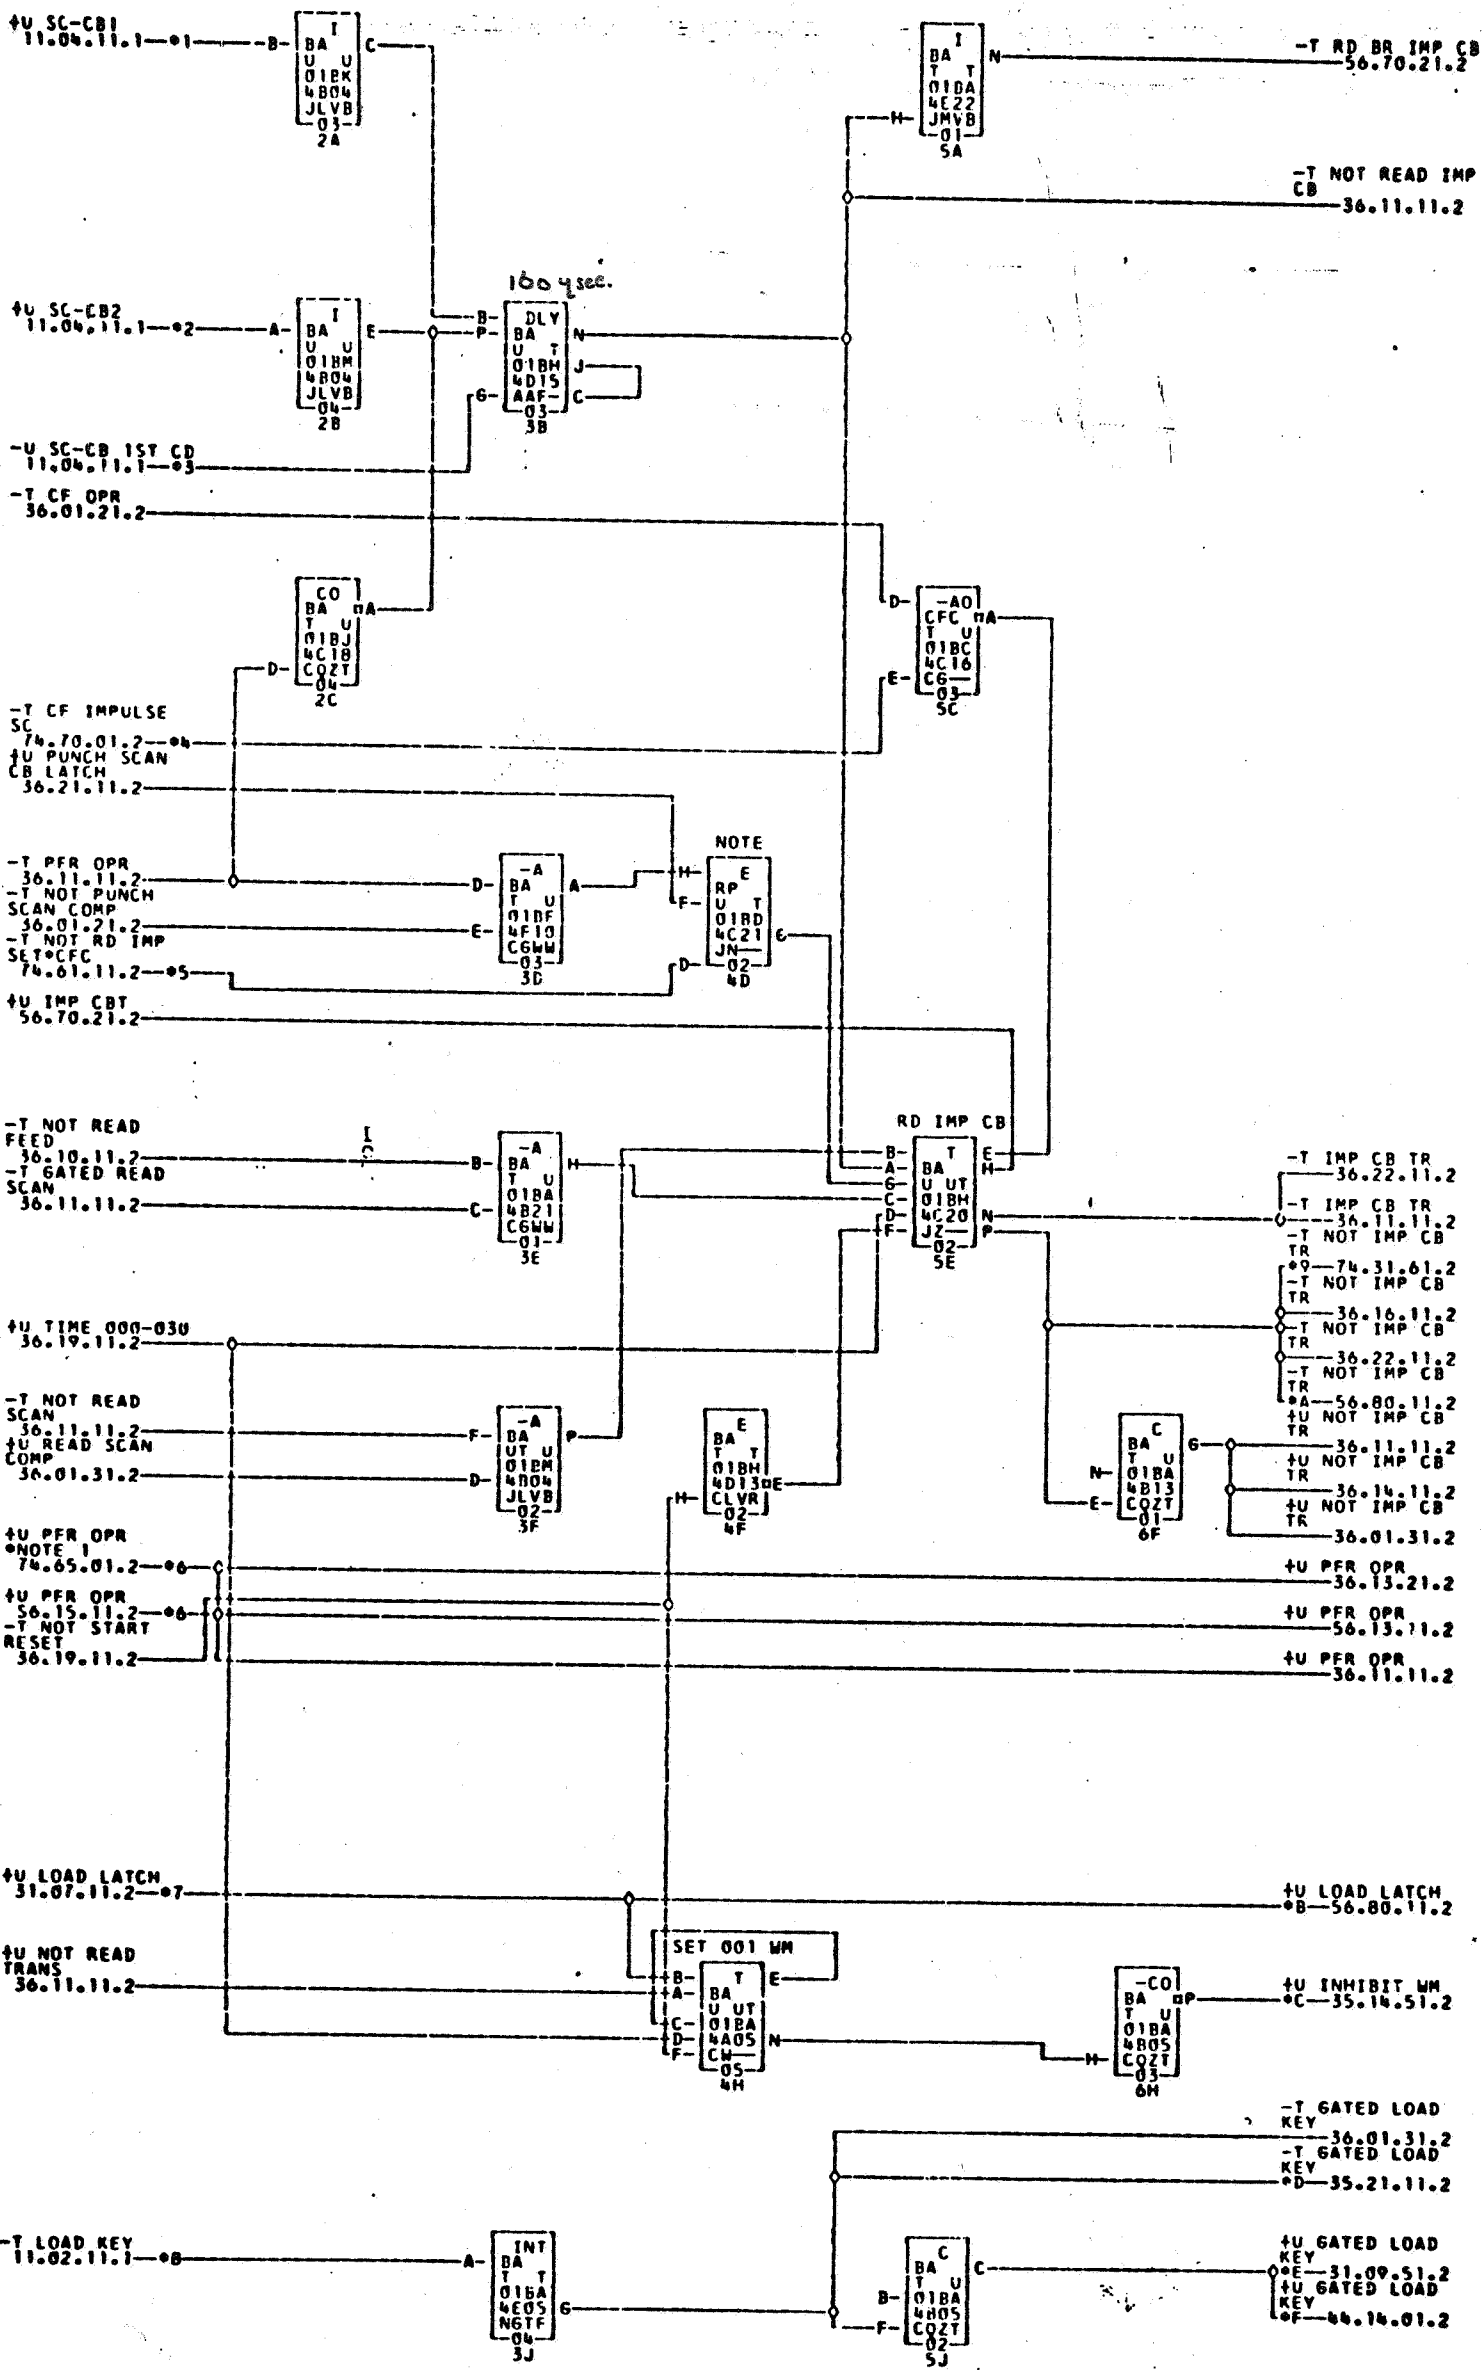 +U SC-CB1
11.04.11.1—*1
B- I C
BA
U U
01BK
4B04
JLVB
03
2A
I
BA N
T T
01BA
4E22
H- JMVB
01
5A
-T RD BR IMP CB
56.70.21.2
-T NOT READ IMP
CB
36.11.11.2
+U SC-CB2
11.04.11.1—*2
A- I E
BA
U U
01BM
4B04
JLVB
04
2B
B- DLY
P- BA N
U T
01BH J
4D15
G- AAF- C
03
3B
-U SC-CB 1ST CD
11.04.11.1—*3
-T CF OPR
36.01.21.2
CO
BA A
T U
01BJ
4C18
D- CQZT
04
2C
D- -AO
CFC A
T U
01BC
4C16
E- CG
03
5C
-T CF IMPULSE
SC
74.70.01.2—*4
+U PUNCH SCAN
CB LATCH
36.21.11.2
-T PFR OPR
36.11.11.2
-T NOT PUNCH
SCAN COMP
36.01.21.2
-T NOT RD IMP
SET*CFC
74.61.11.2—*5
-A
D- BA A
T U
01BF
E- 4F10
CGWW
03
3D
NOTE
H- E
RP
F- U T
01BD
4C21 G
JN
D- 02
4D
+U IMP CBT
56.70.21.2
-T NOT READ
FEED
36.10.11.2
-T GATED READ
SCAN
36.11.11.2
-A
B- BA H
T U
01BA
C- 4B21
CGWW
01
3E
RD IMP CB
B- T E
A- BA H
G- U UT
C- 01BH
D- 4C20 N
F- JZ P
02
5E
-T IMP CB TR
36.22.11.2
-T IMP CB TR
36.11.11.2
-T NOT IMP CB
TR
*9—74.31.61.2
-T NOT IMP CB
TR
36.16.11.2
-T NOT IMP CB
TR
36.22.11.2
-T NOT IMP CB
TR
*A—56.80.11.2
+U NOT IMP CB
TR
36.11.11.2
+U NOT IMP CB
TR
36.14.11.2
+U NOT IMP CB
TR
36.01.31.2
+U TIME 000-030
36.19.11.2
-T NOT READ
SCAN
36.11.11.2
+U READ SCAN
COMP
36.01.31.2
-A
F- BA P
UT U
01BM
D- 4B04
JLVB
02
3F
E
BA
T T
01BH
4D13 E
H- CLVR
02
4F
C
BA G
T U
N- 01BA
4B13
E- CQZT
01
6F
+U PFR OPR
*NOTE 1
74.65.01.2—*6
+U PFR OPR
56.15.11.2—*6
-T NOT START
RESET
36.19.11.2
+U PFR OPR
36.13.21.2
+U PFR OPR
56.13.11.2
+U PFR OPR
36.11.11.2
+U LOAD LATCH
31.07.11.2—*7
+U LOAD LATCH
*B—56.80.11.2
+U NOT READ
TRANS
36.11.11.2
SET 001 WM
B- T E
A- BA
U UT
C- 01BA
D- 4A05 N
F- CW
05
4H
-CO
BA P
T U
01BA
4B05
H- CQZT
03
6H
+U INHIBIT WM
*C—35.14.51.2
-T GATED LOAD
KEY
36.01.31.2
-T GATED LOAD
KEY
*D—35.21.11.2
-T LOAD KEY
11.02.11.1—*8
INT
A- BA
T T
01BA
4E05 G
NGTF
04
3J
C
BA C
T U
B- 01BA
4B05
F- CQZT
02
5J
+U GATED LOAD
KEY
*E—31.09.51.2
+U GATED LOAD
KEY
*F—44.14.01.2